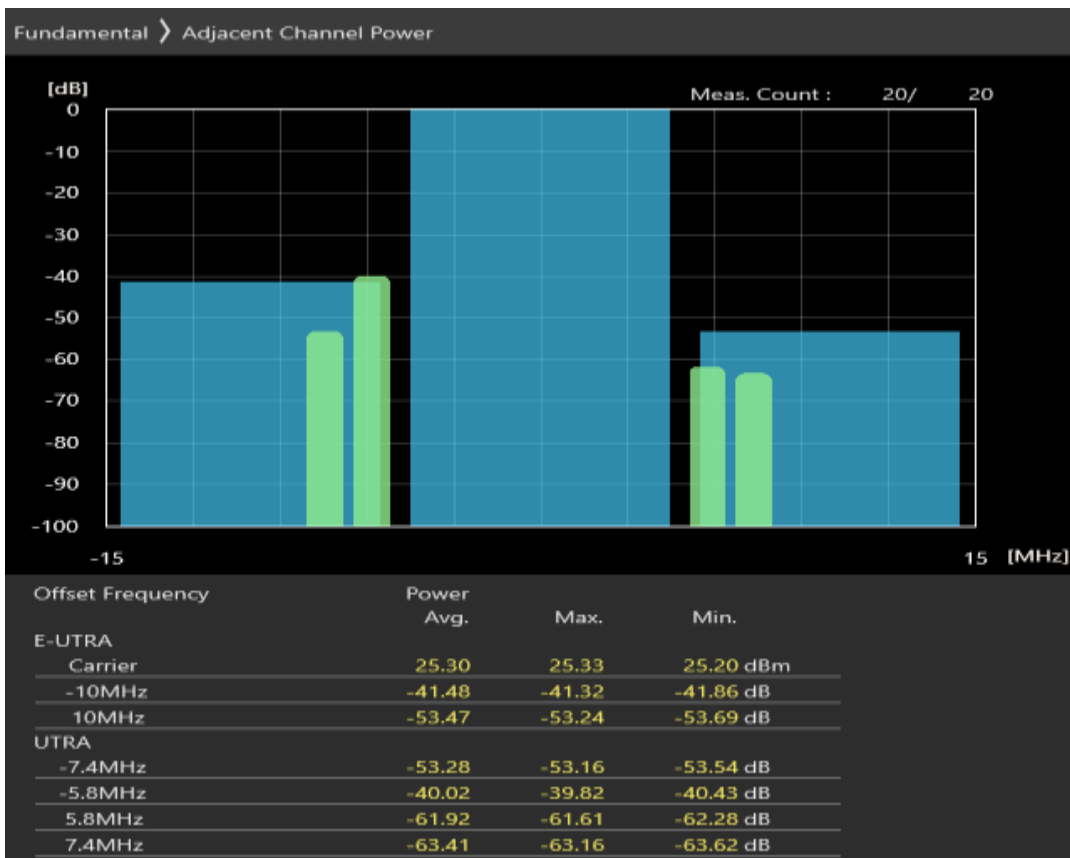 Fundamental 〉 Adjacent Channel Power
[dB]
Meas. Count : 20/ 20
0
-10
-20
-30
-40
-50
-60
-70
-80
-90
-100
-15 15 [MHz]
Offset Frequency Power
Avg. Max. Min.
E-UTRA
Carrier 25.30 25.33 25.20 dBm
-10MHz -41.48 -41.32 -41.86 dB
10MHz -53.47 -53.24 -53.69 dB
UTRA
-7.4MHz -53.28 -53.16 -53.54 dB
-5.8MHz -40.02 -39.82 -40.43 dB
5.8MHz -61.92 -61.61 -62.28 dB
7.4MHz -63.41 -63.16 -63.62 dB